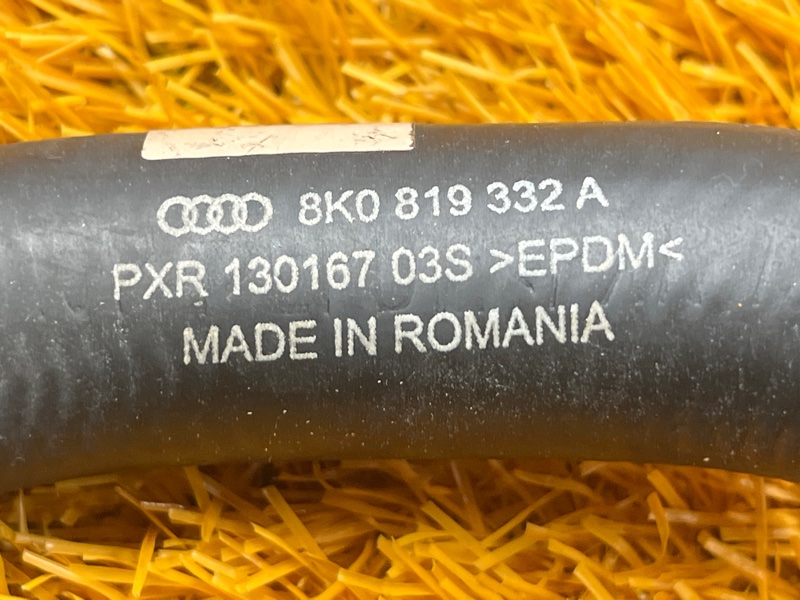 8K0 819 332 A
PXR 130167 03S >EPDM<
MADE IN ROMANIA